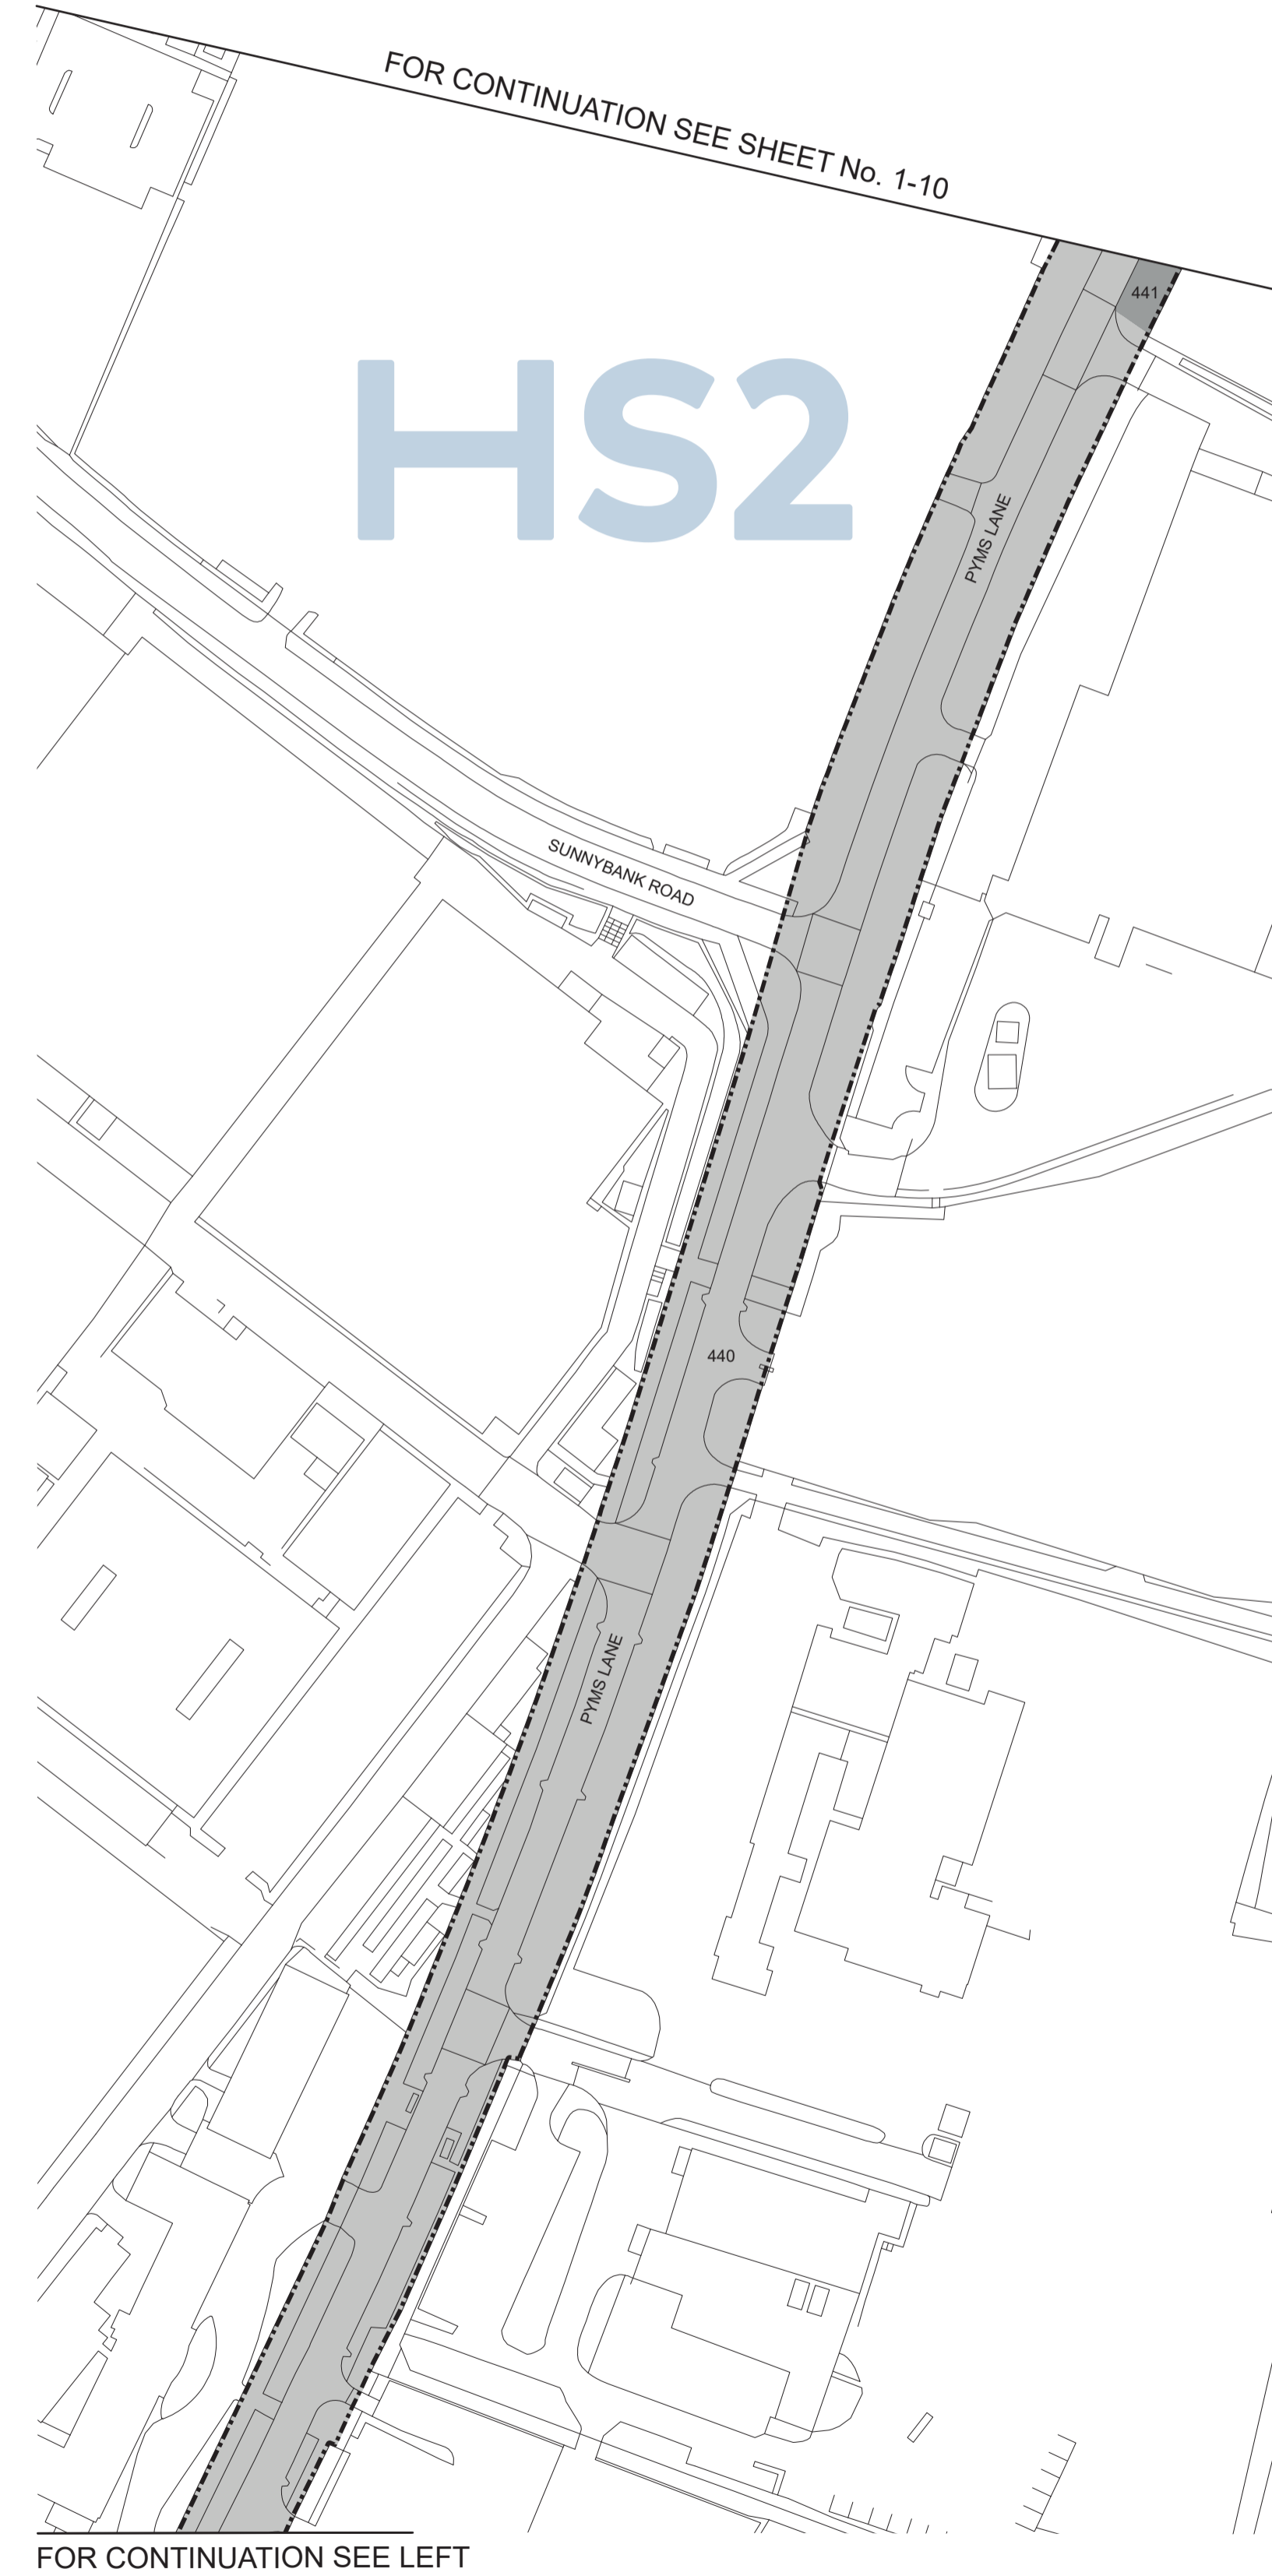 FOR CONTINUATION SEE SHEET No. 1-10
441
HS2
PYMS LANE
SUNNYBANK ROAD
440
PYMS LANE
FOR CONTINUATION SEE LEFT